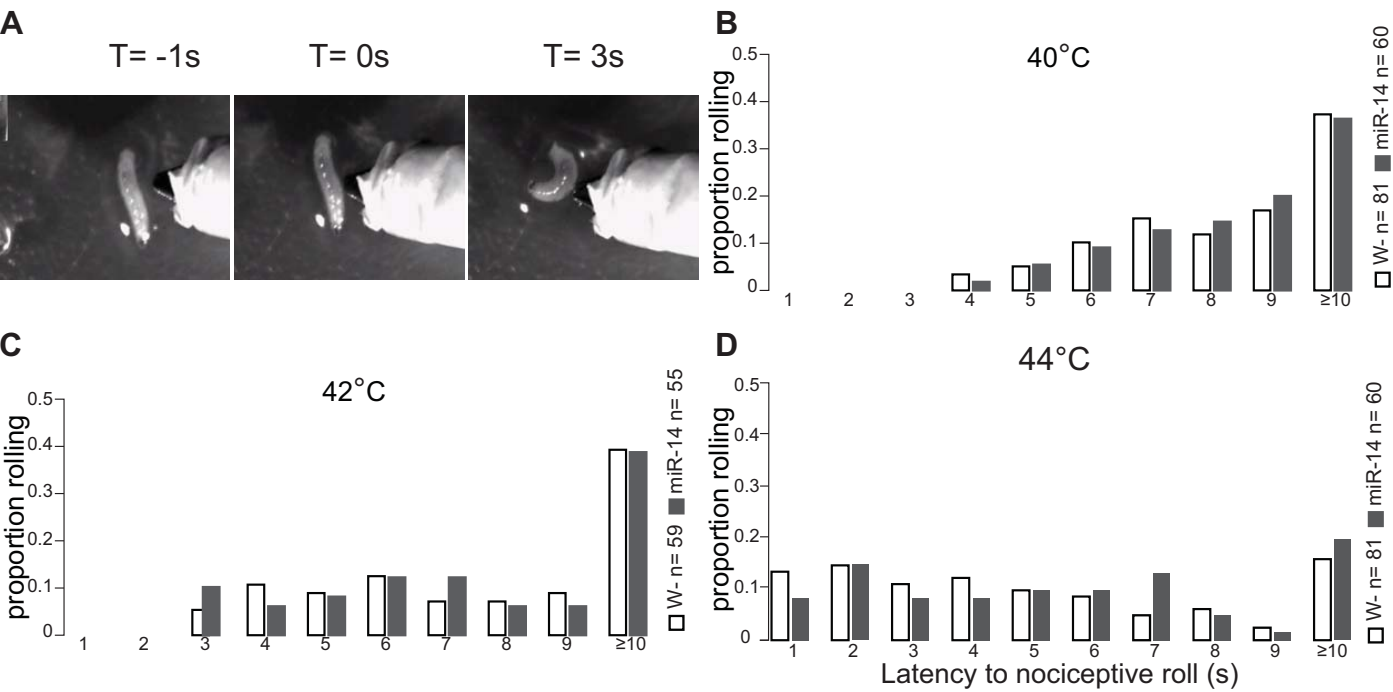 A
T= -1s T= 0s T= 3s
B
40°C
proportion rolling
0.5
0.4
0.3
0.2
0.1
0
1 2 3 4 5 6 7 8 9 ≥10
W- n= 81 miR-14 n= 60
C
42°C
proportion rolling
0.5
0.4
0.3
0.2
0.1
0
1 2 3 4 5 6 7 8 9 ≥10
W- n= 59 miR-14 n= 55
D
44°C
proportion rolling
0.5
0.4
0.3
0.2
0.1
0
1 2 3 4 5 6 7 8 9 ≥10
Latency to nociceptive roll (s)
W- n= 81 miR-14 n= 60